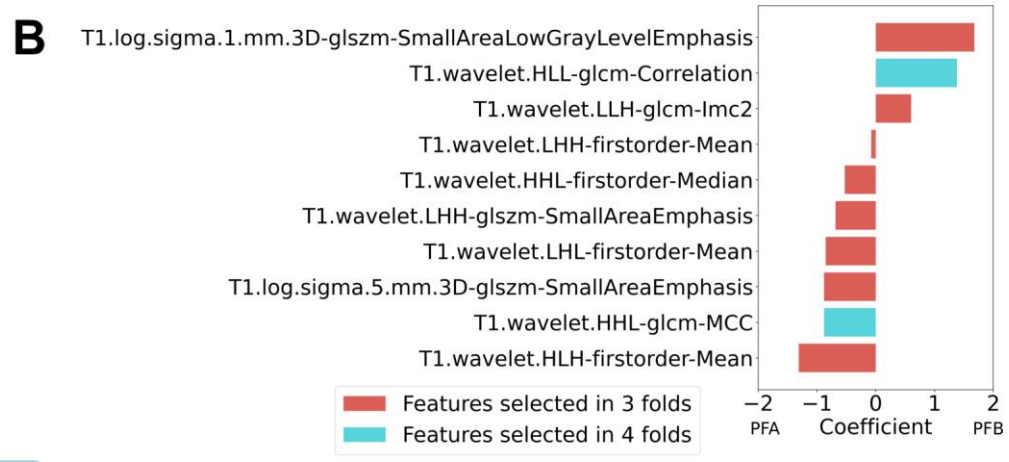 B
T1.log.sigma.1.mm.3D-glszm-SmallAreaLowGrayLevelEmphasis
T1.wavelet.HLL-glcm-Correlation
T1.wavelet.LLH-glcm-Imc2
T1.wavelet.LHH-firstorder-Mean
T1.wavelet.HHL-firstorder-Median
T1.wavelet.LHH-glszm-SmallAreaEmphasis
T1.wavelet.LHL-firstorder-Mean
T1.log.sigma.5.mm.3D-glszm-SmallAreaEmphasis
T1.wavelet.HHL-glcm-MCC
T1.wavelet.HLH-firstorder-Mean
−2 −1 0 1 2
PFA Coefficient PFB
Features selected in 3 folds
Features selected in 4 folds